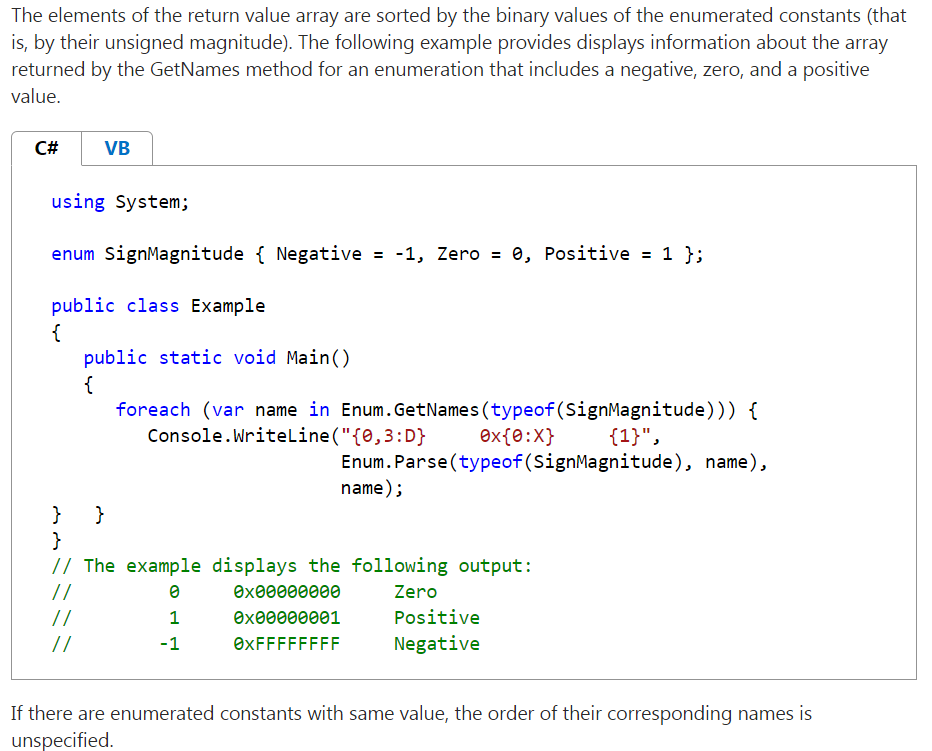 The elements of the return value array are sorted by the binary values of the enumerated constants (that
is, by their unsigned magnitude). The following example provides displays information about the array
returned by the GetNames method for an enumeration that includes a negative, zero, and a positive
value.
C# VB
using System;
enum SignMagnitude { Negative = -1, Zero = 0, Positive = 1 };
public class Example
{
   public static void Main()
   {
      foreach (var name in Enum.GetNames(typeof(SignMagnitude))) {
         Console.WriteLine("{0,3:D}     0x{0:X}     {1}",
                           Enum.Parse(typeof(SignMagnitude), name),
                           name);
}   }
}
// The example displays the following output:
//         0     0x00000000     Zero
//         1     0x00000001     Positive
//        -1     0xFFFFFFFF     Negative
If there are enumerated constants with same value, the order of their corresponding names is
unspecified.